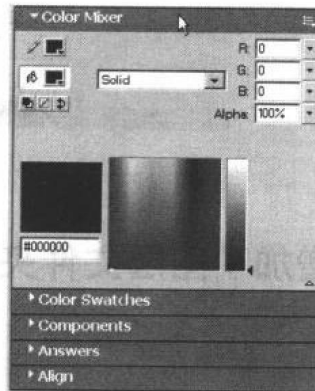 Color Mixer
R: 0
Solid
G: 0
B: 0
Alpha: 100%
#000000
Color Swatches
Components
Answers
Align